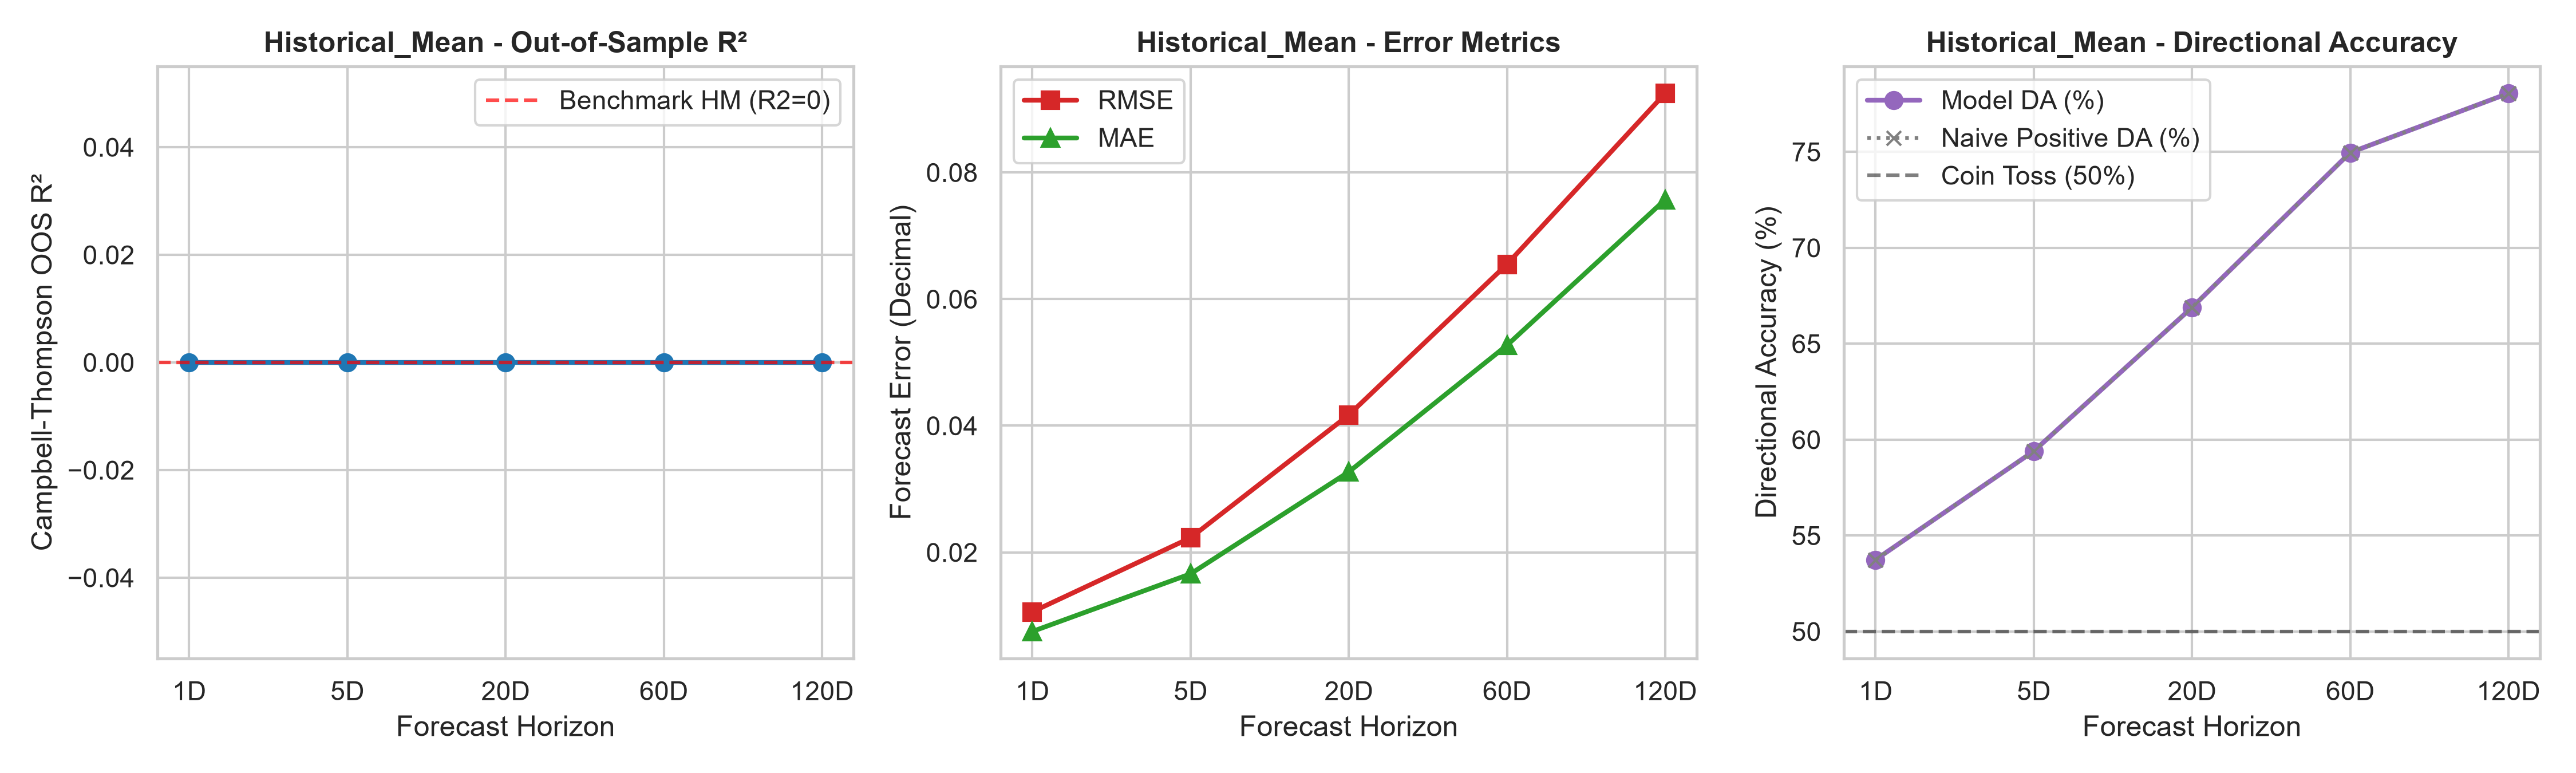 Historical_Mean - Out-of-Sample R²
Benchmark HM (R2=0)
Campbell-Thompson OOS R²
0.04
0.02
0.00
−0.02
−0.04
1D 5D 20D 60D 120D
Forecast Horizon
Historical_Mean - Error Metrics
RMSE
MAE
Forecast Error (Decimal)
0.08
0.06
0.04
0.02
1D 5D 20D 60D 120D
Forecast Horizon
Historical_Mean - Directional Accuracy
Model DA (%)
Naive Positive DA (%)
Coin Toss (50%)
Directional Accuracy (%)
75
70
65
60
55
50
1D 5D 20D 60D 120D
Forecast Horizon